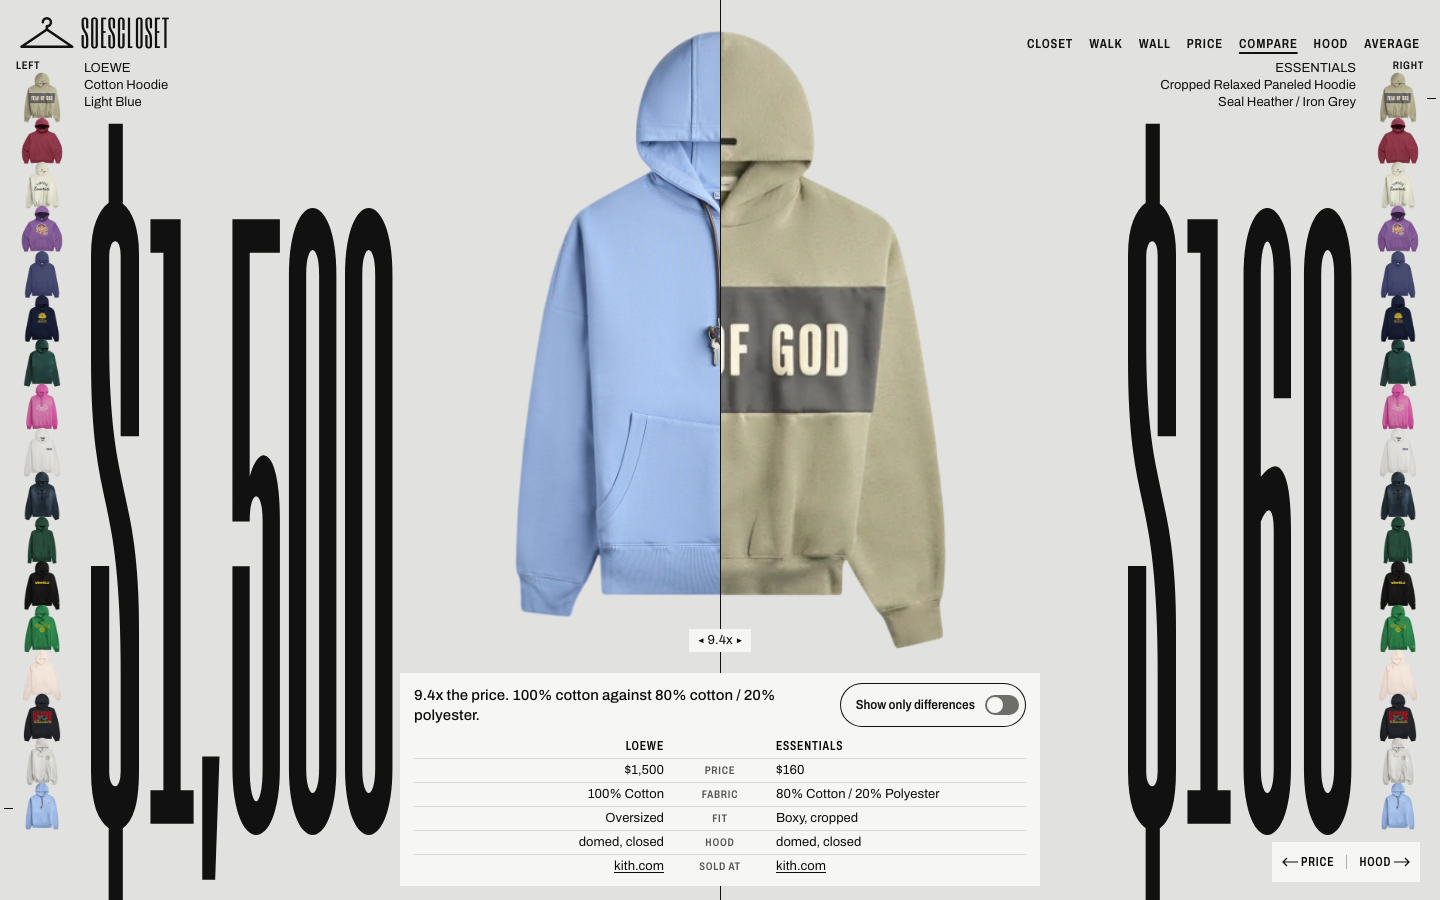 SOESCLOSET
CLOSET WALK WALL PRICE COMPARE HOOD AVERAGE
LEFT
LOEWE
Cotton Hoodie
Light Blue
RIGHT
ESSENTIALS
Cropped Relaxed Paneled Hoodie
Seal Heather / Iron Grey
$1,500
$160
OF GOD
◂ 9.4x ▸
9.4x the price. 100% cotton against 80% cotton / 20%
polyester.
Show only differences
LOEWE ESSENTIALS
$1,500 PRICE $160
100% Cotton FABRIC 80% Cotton / 20% Polyester
Oversized FIT Boxy, cropped
domed, closed HOOD domed, closed
kith.com SOLD AT kith.com
← PRICE HOOD →